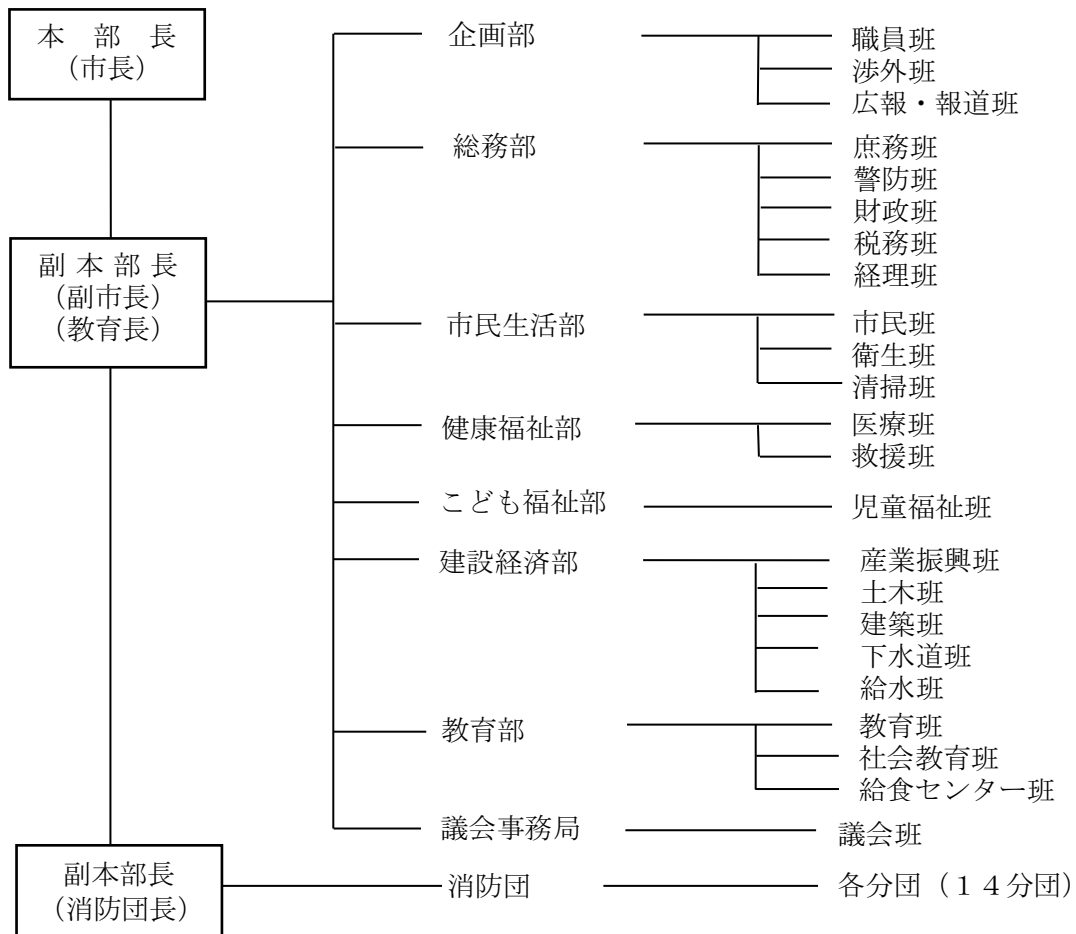 本　部　長
（市長）
副 本 部 長
（副市長）
（教育長）
副本部長
（消防団長）
企画部
職員班
渉外班
広報・報道班
総務部
庶務班
警防班
財政班
税務班
経理班
市民生活部
市民班
衛生班
清掃班
健康福祉部
医療班
救援班
こども福祉部
児童福祉班
建設経済部
産業振興班
土木班
建築班
下水道班
給水班
教育部
教育班
社会教育班
給食センター班
議会事務局
議会班
消防団
各分団（１４分団）